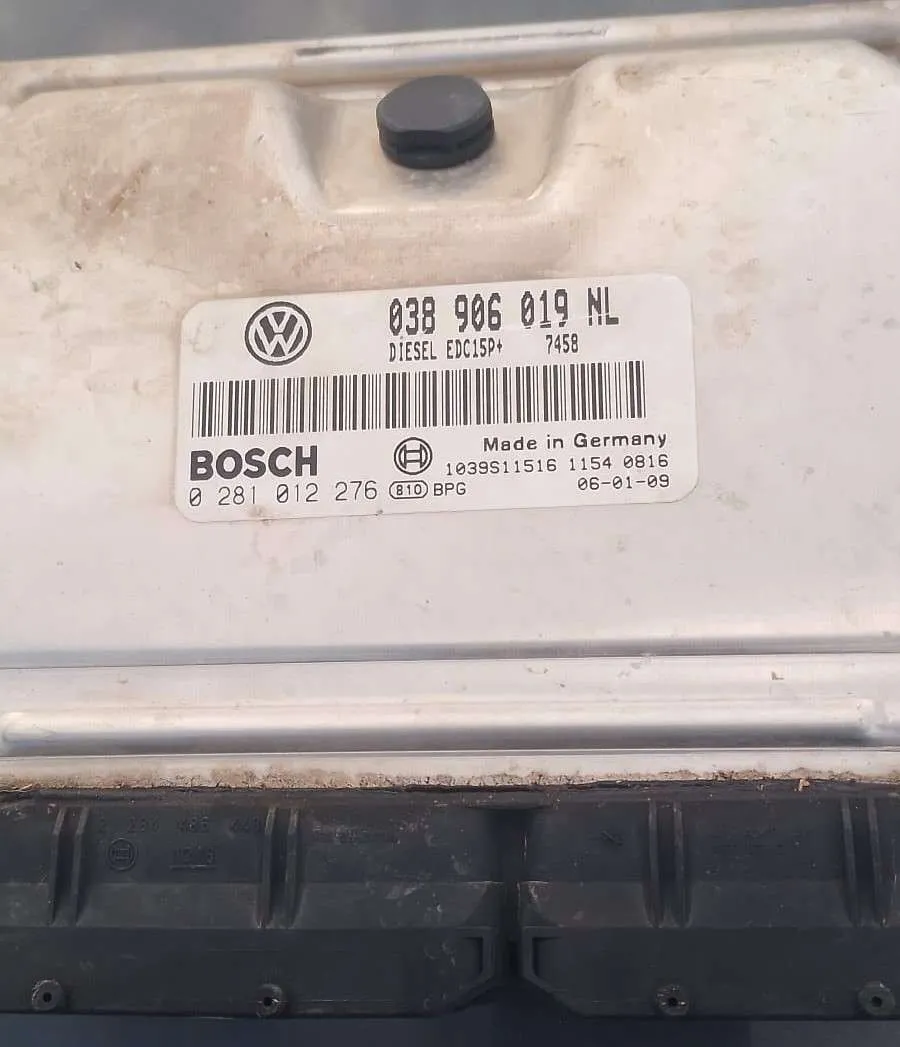 038 906 019 NL
DIESEL EDC15P+ 7458
BOSCH
Made in Germany
1039S11516 1154 0816
0 281 012 276 810 BPG
06-01-09